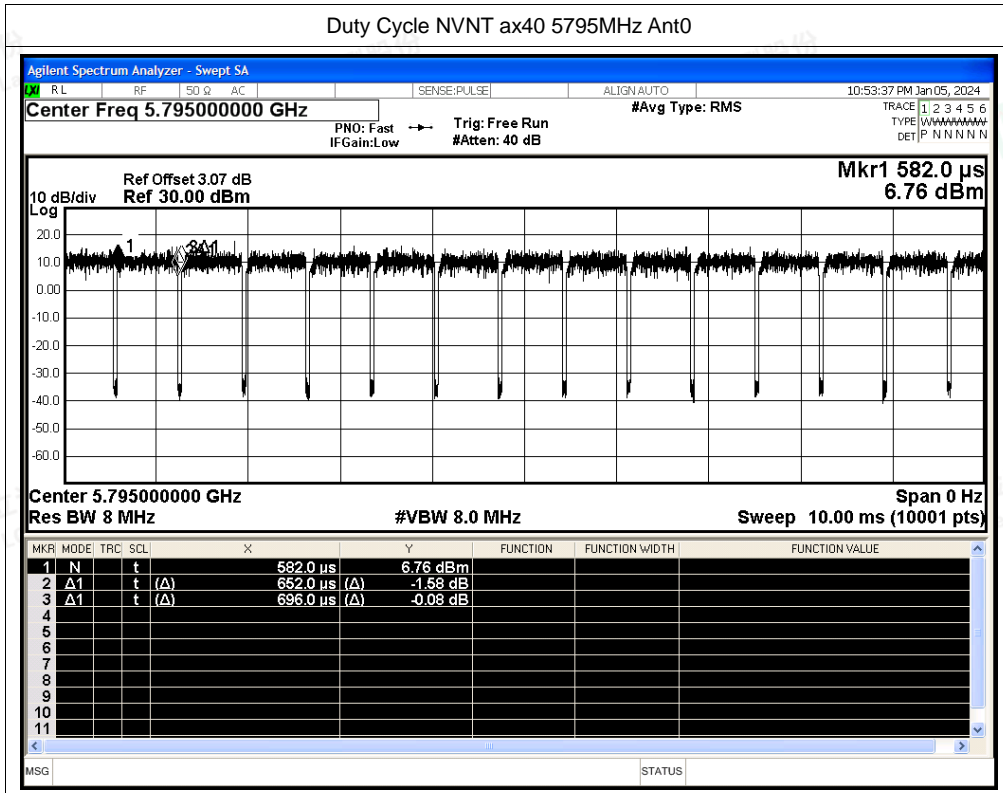 Duty Cycle NVNT ax40 5795MHz Ant0
Agilent Spectrum Analyzer - Swept SA
LXI RL RF 50 Ω AC SENSE:PULSE ALIGN AUTO 10:53:37 PM Jan 05, 2024
Center Freq 5.795000000 GHz #Avg Type: RMS TRACE 1 2 3 4 5 6
PNO: Fast Trig: Free Run TYPE WWWWWW
IFGain:Low #Atten: 40 dB DET P N N N N N
Mkr1 582.0 µs
Ref Offset 3.07 dB
10 dB/div Ref 30.00 dBm 6.76 dBm
Log
20.0
1 3Δ1
10.0
0.00
-10.0
-20.0
-30.0
-40.0
-50.0
-60.0
Center 5.795000000 GHz Span 0 Hz
Res BW 8 MHz #VBW 8.0 MHz Sweep 10.00 ms (10001 pts)
MKR MODE TRC SCL X Y FUNCTION FUNCTION WIDTH FUNCTION VALUE
1 N t 582.0 µs 6.76 dBm
2 Δ1 t (Δ) 652.0 µs (Δ) -1.58 dB
3 Δ1 t (Δ) 696.0 µs (Δ) -0.08 dB
4
5
6
7
8
9
10
11
MSG STATUS